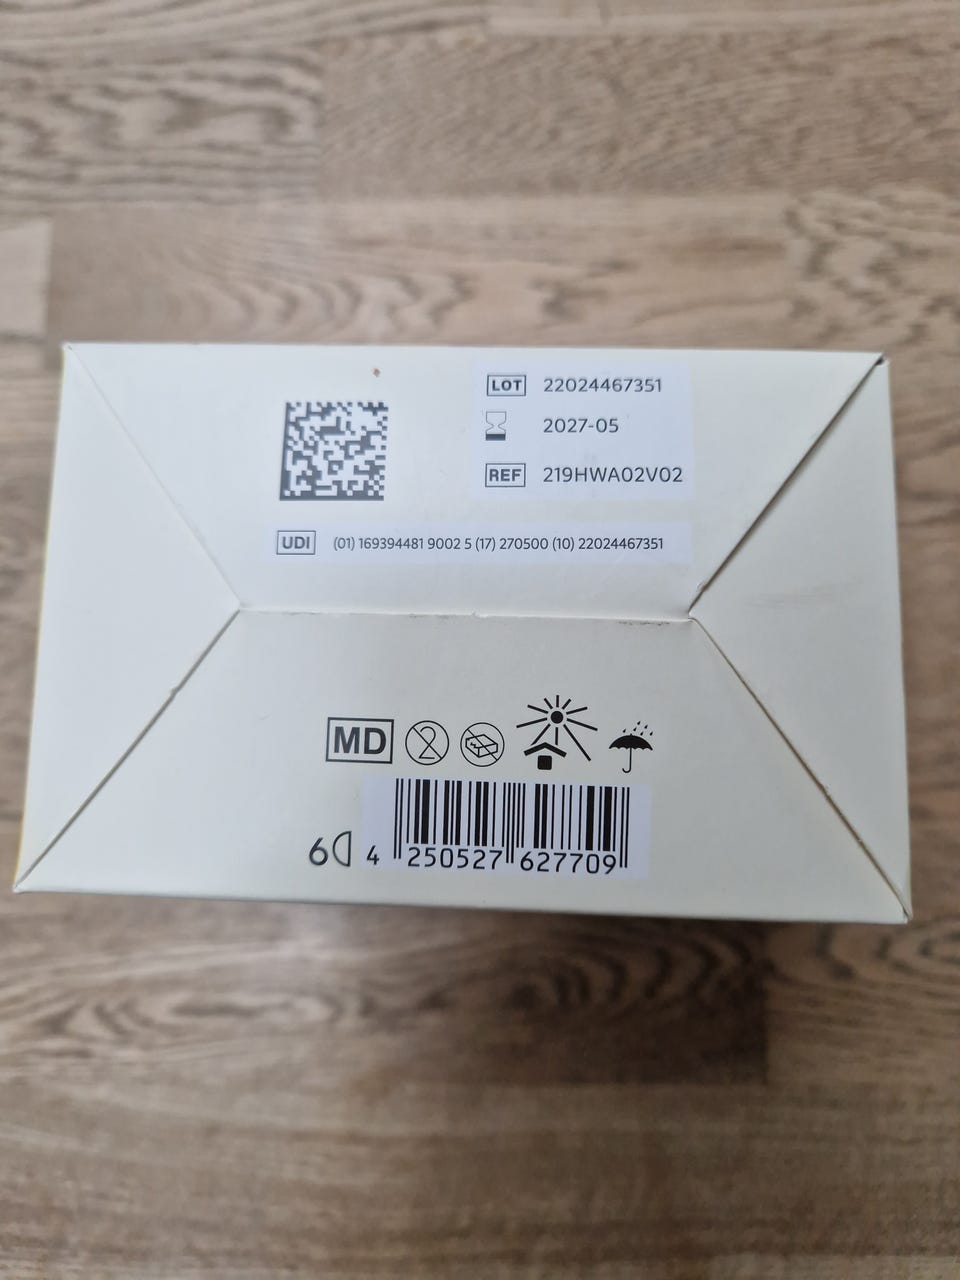 LOT 22024467351
2027-05
REF 219HWA02V02
UDI (01) 169394481 9002 5 (17) 270500 (10) 22024467351
MD 2
6 4 250527 627709